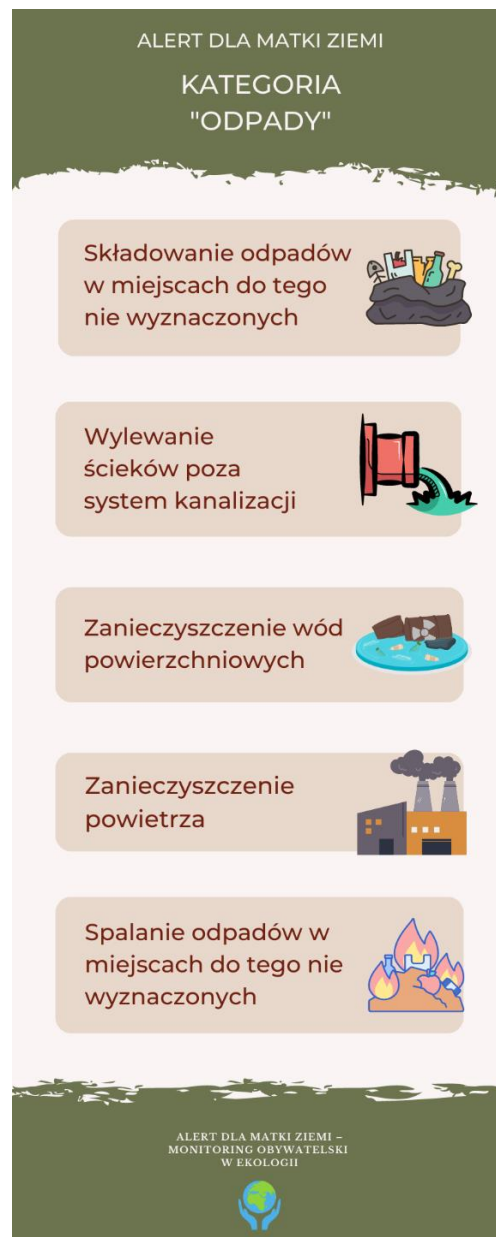 ALERT DLA MATKI ZIEMI
KATEGORIA
"ODPADY"
Składowanie odpadów
w miejscach do tego
nie wyznaczonych
Wylewanie
ścieków poza
system kanalizacji
Zanieczyszczenie wód
powierzchniowych
Zanieczyszczenie
powietrza
Spalanie odpadów w
miejscach do tego nie
wyznaczonych
ALERT DLA MATKI ZIEMI –
MONITORING OBYWATELSKI
W EKOLOGII